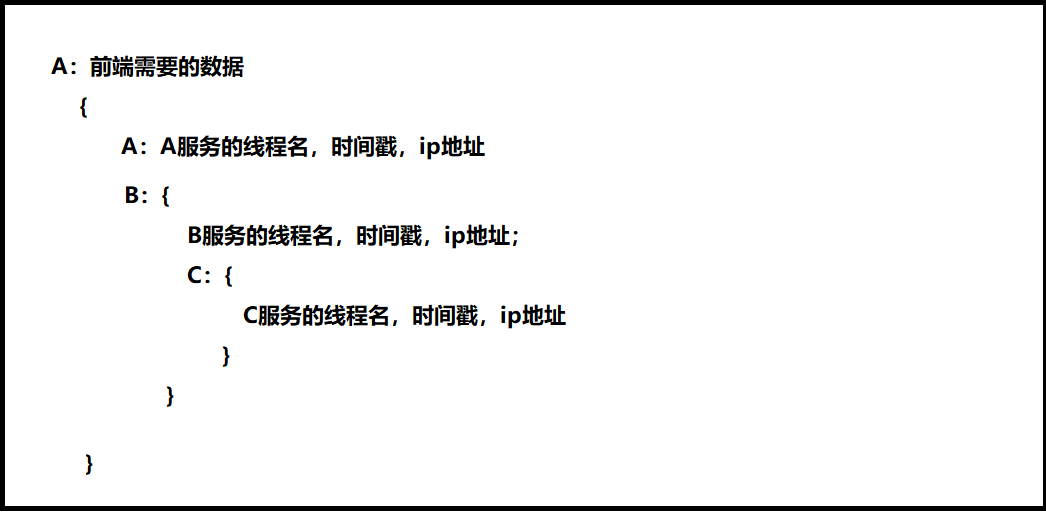 A：前端需要的数据
{
A：A服务的线程名，时间戳，ip地址
B：{
B服务的线程名，时间戳，ip地址；
C：{
C服务的线程名，时间戳，ip地址
}
}
}